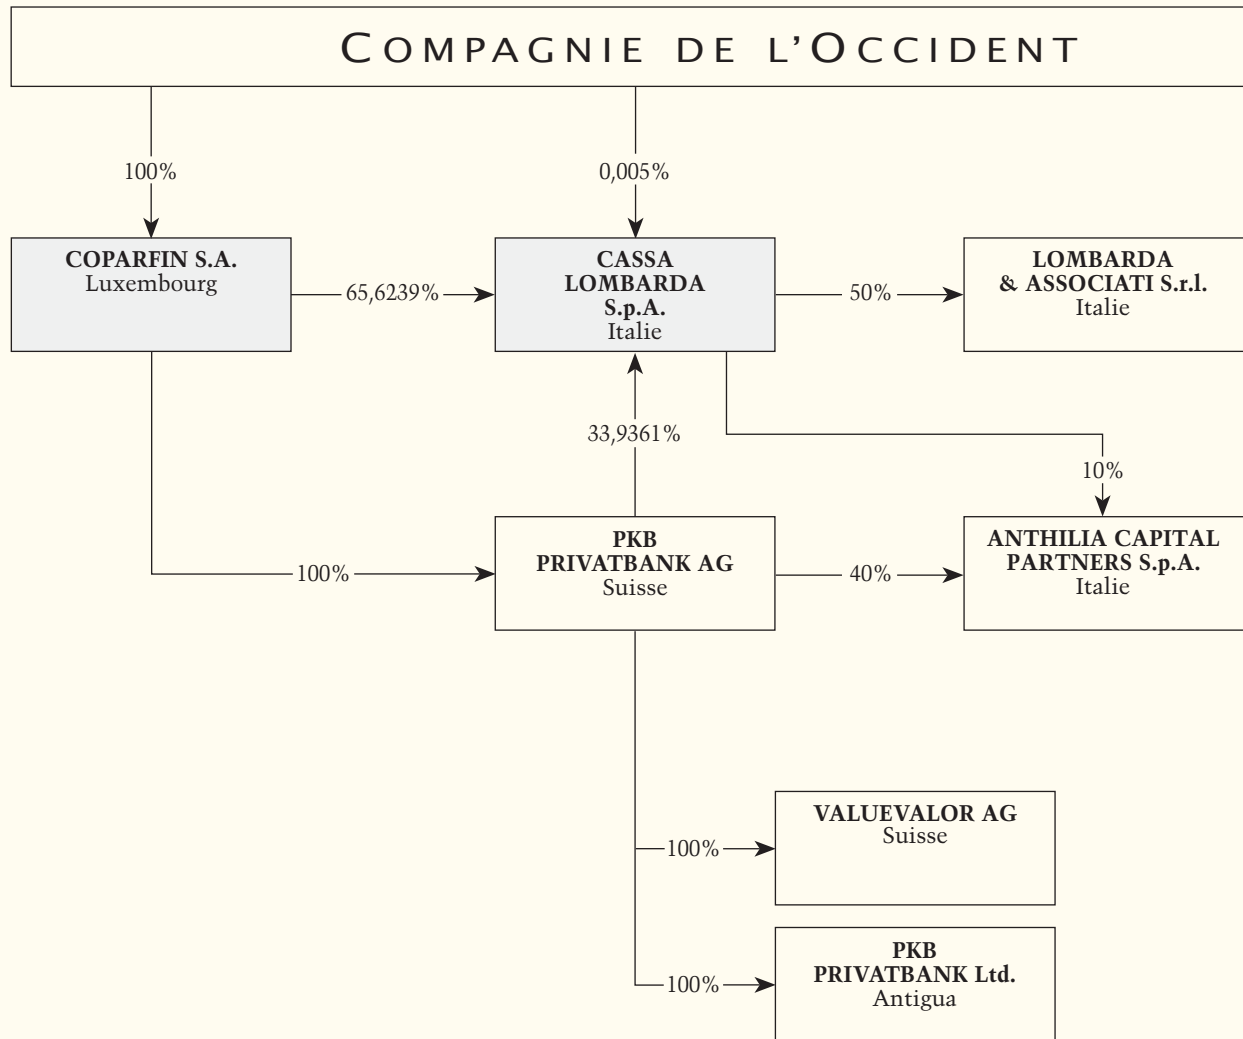 COMPAGNIE DE L'OCCIDENT
100%
0,005%
COPARFIN S.A.
Luxembourg
65,6239%
CASSA
LOMBARDA
S.p.A.
Italie
50%
LOMBARDA
& ASSOCIATI S.r.l.
Italie
33,9361%
10%
100%
PKB
PRIVATBANK AG
Suisse
40%
ANTHILIA CAPITAL
PARTNERS S.p.A.
Italie
100%
VALUEVALOR AG
Suisse
100%
PKB
PRIVATBANK Ltd.
Antigua